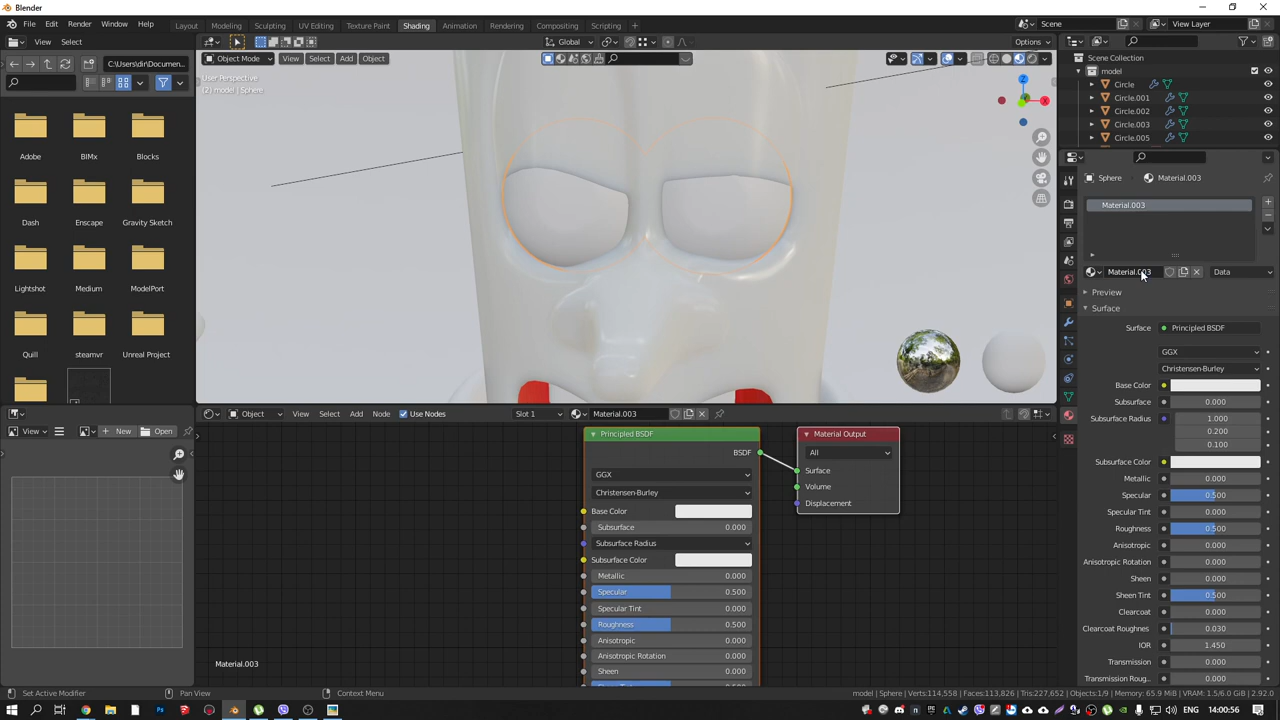 Blender
File Edit Render Window Help
Layout Modeling Sculpting UV Editing Texture Paint Shading Animation Rendering Compositing Scripting
Scene
View Layer
View Select
Object Mode View Select Add Object
Global
Options
C:\Users\dir\Documen...
User Perspective
(2) model | Sphere
Z
X
Adobe BIMx Blocks
Dash Enscape Gravity Sketch
Lightshot Medium ModelPort
Quill steamvr Unreal Project
Scene Collection
model
Circle
Circle.001
Circle.002
Circle.003
Circle.005
Sphere Material.003
Material.003
Material.003 Data
Preview
Surface
Surface Principled BSDF
GGX
Christensen-Burley
Base Color
Subsurface 0.000
Subsurface Radius 1.000
0.200
0.100
Subsurface Color
Metallic 0.000
Specular 0.500
Specular Tint 0.000
Roughness 0.500
Anisotropic 0.000
Anisotropic Rotation 0.000
Sheen 0.000
Sheen Tint 0.500
Clearcoat 0.000
Clearcoat Roughnes 0.030
IOR 1.450
Transmission 0.000
Transmission Roug... 0.000
View New Open
Object View Select Add Node Use Nodes Slot 1 Material.003
Principled BSDF
BSDF
GGX
Christensen-Burley
Base Color
Subsurface 0.000
Subsurface Radius
Subsurface Color
Metallic 0.000
Specular 0.500
Specular Tint 0.000
Roughness 0.500
Anisotropic 0.000
Anisotropic Rotation 0.000
Sheen 0.000
Material Output
All
Surface
Volume
Displacement
Material.003
Set Active Modifier Pan View Context Menu
model | Sphere | Verts:114,558 | Faces:113,826 | Tris:227,652 | Objects:1/9 | Memory: 65.9 MiB | VRAM: 1.5/6.0 GiB | 2.92.0
ENG 14:00:56